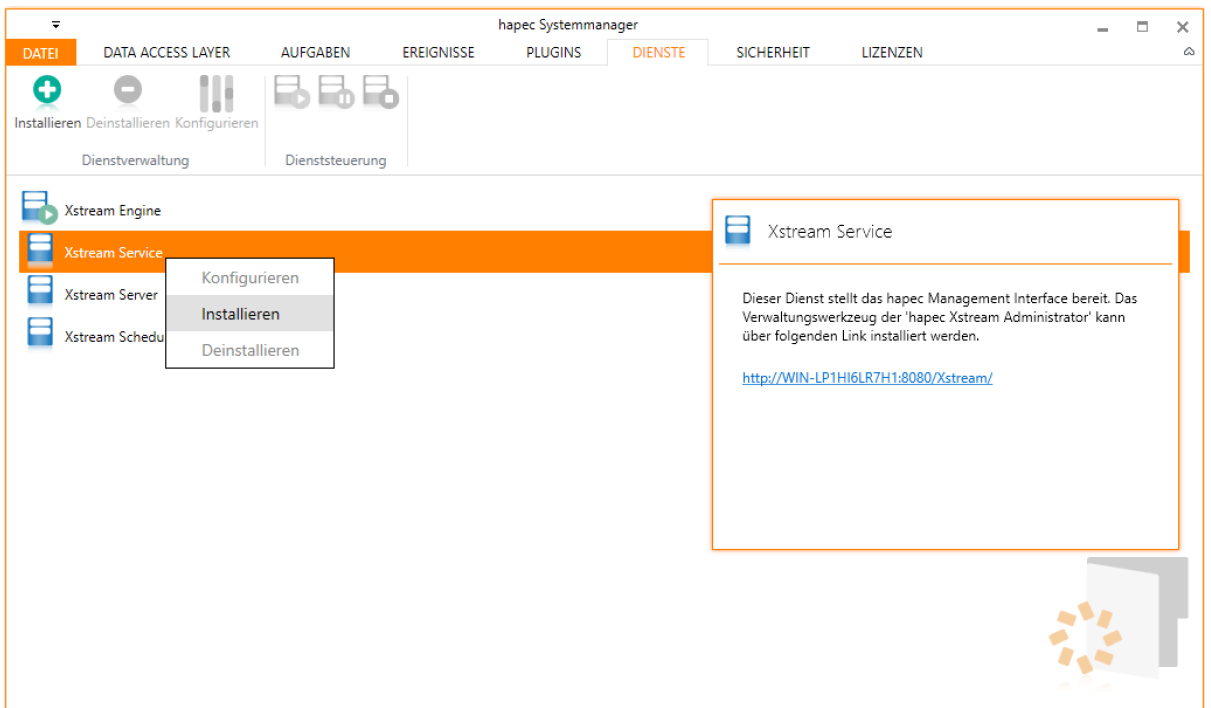 hapec Systemmanager
DATEI DATA ACCESS LAYER AUFGABEN EREIGNISSE PLUGINS DIENSTE SICHERHEIT LIZENZEN
Installieren Deinstallieren Konfigurieren
Dienstverwaltung Dienststeuerung
Xstream Engine
Xstream Service
Xstream Server
Xstream Schedu
Konfigurieren
Installieren
Deinstallieren
Xstream Service
Dieser Dienst stellt das hapec Management Interface bereit. Das
Verwaltungswerkzeug der 'hapec Xstream Administrator' kann
über folgenden Link installiert werden.
http://WIN-LP1HI6LR7H1:8080/Xstream/